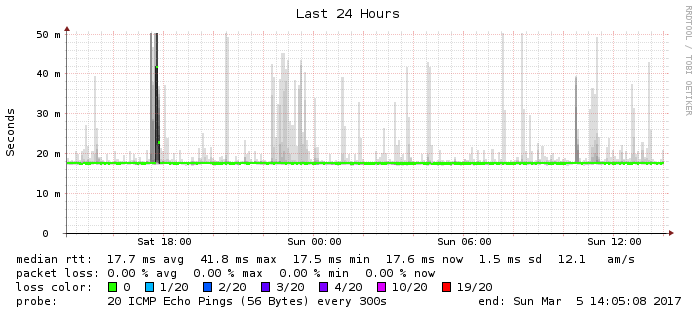 Last 24 Hours
RRDTOOL / TOBI OETIKER
Seconds
50 m
40 m
30 m
20 m
10 m
0
Sat 18:00 Sun 00:00 Sun 06:00 Sun 12:00
median rtt: 17.7 ms avg 41.8 ms max 17.5 ms min 17.6 ms now 1.5 ms sd 12.1 am/s
packet loss: 0.00 % avg 0.00 % max 0.00 % min 0.00 % now
loss color: 0 1/20 2/20 3/20 4/20 10/20 19/20
probe: 20 ICMP Echo Pings (56 Bytes) every 300s end: Sun Mar 5 14:05:08 2017